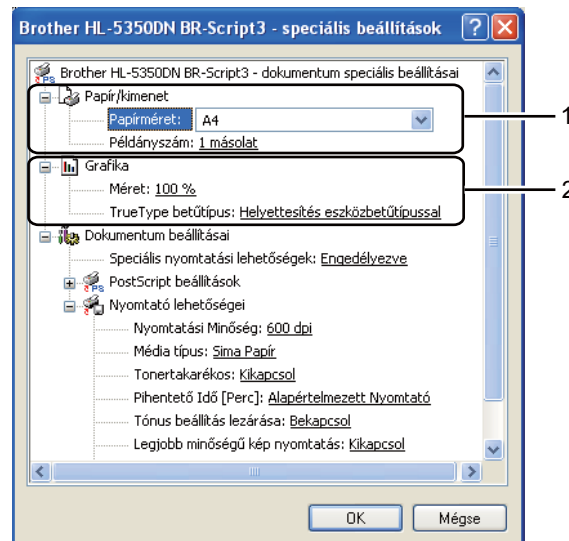 Brother HL-5350DN BR-Script3 - speciális beállítások
Brother HL-5350DN BR-Script3 - dokumentum speciális beállításai
Papír/kimenet
Papírméret: A4
Példányszám: 1 másolat
1
Grafika
Méret: 100 %
TrueType betűtípus: Helyettesítés eszközbetűtípussal
2
Dokumentum beállításai
Speciális nyomtatási lehetőségek: Engedélyezve
PostScript beállítások
Nyomtató lehetőségei
Nyomtatási Minőség: 600 dpi
Média típus: Sima Papír
Tonertakarékos: Kikapcsol
Pihentető Idő [Perc]: Alapértelmezett Nyomtató
Tónus beállítás lezárása: Bekapcsol
Legjobb minőségű kép nyomtatás: Kikapcsol
OK Mégse